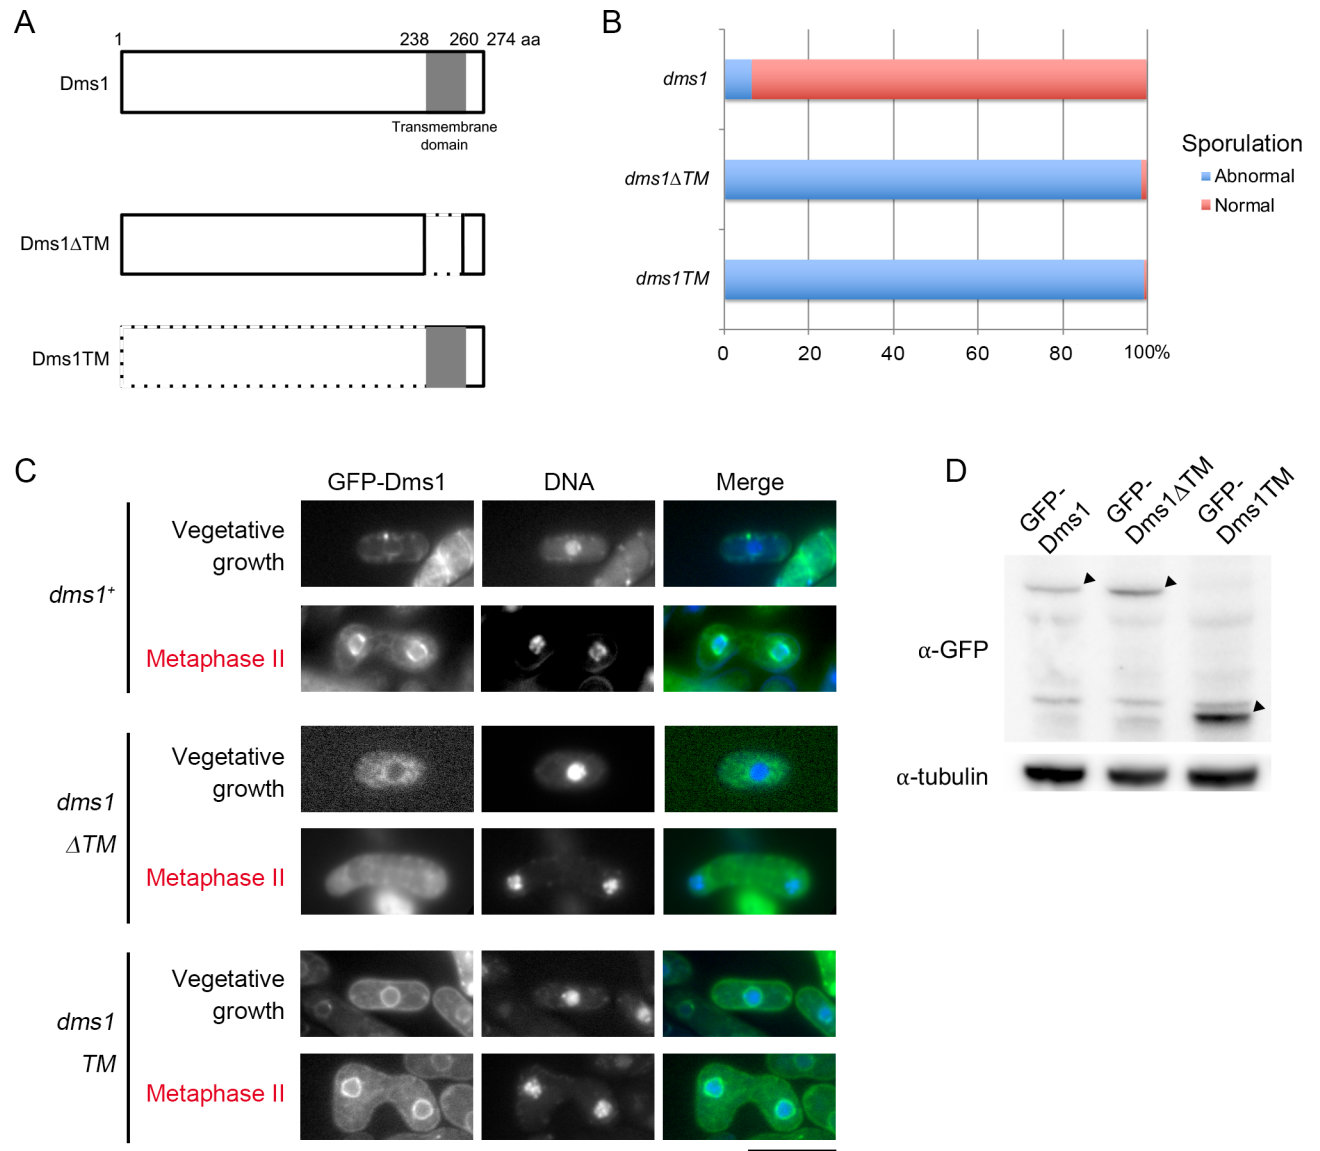 A
1 238 260 274 aa
Dms1
Transmembrane
domain
Dms1ΔTM
Dms1TM
B
dms1
dms1ΔTM
dms1TM
0 20 40 60 80 100%
Sporulation
Abnormal
Normal
C
GFP-Dms1 DNA Merge
dms1⁺
Vegetative
growth
Metaphase II
dms1
ΔTM
Vegetative
growth
Metaphase II
dms1
TM
Vegetative
growth
Metaphase II
D
GFP-
Dms1
GFP-
Dms1ΔTM
GFP-
Dms1TM
α-GFP
α-tubulin